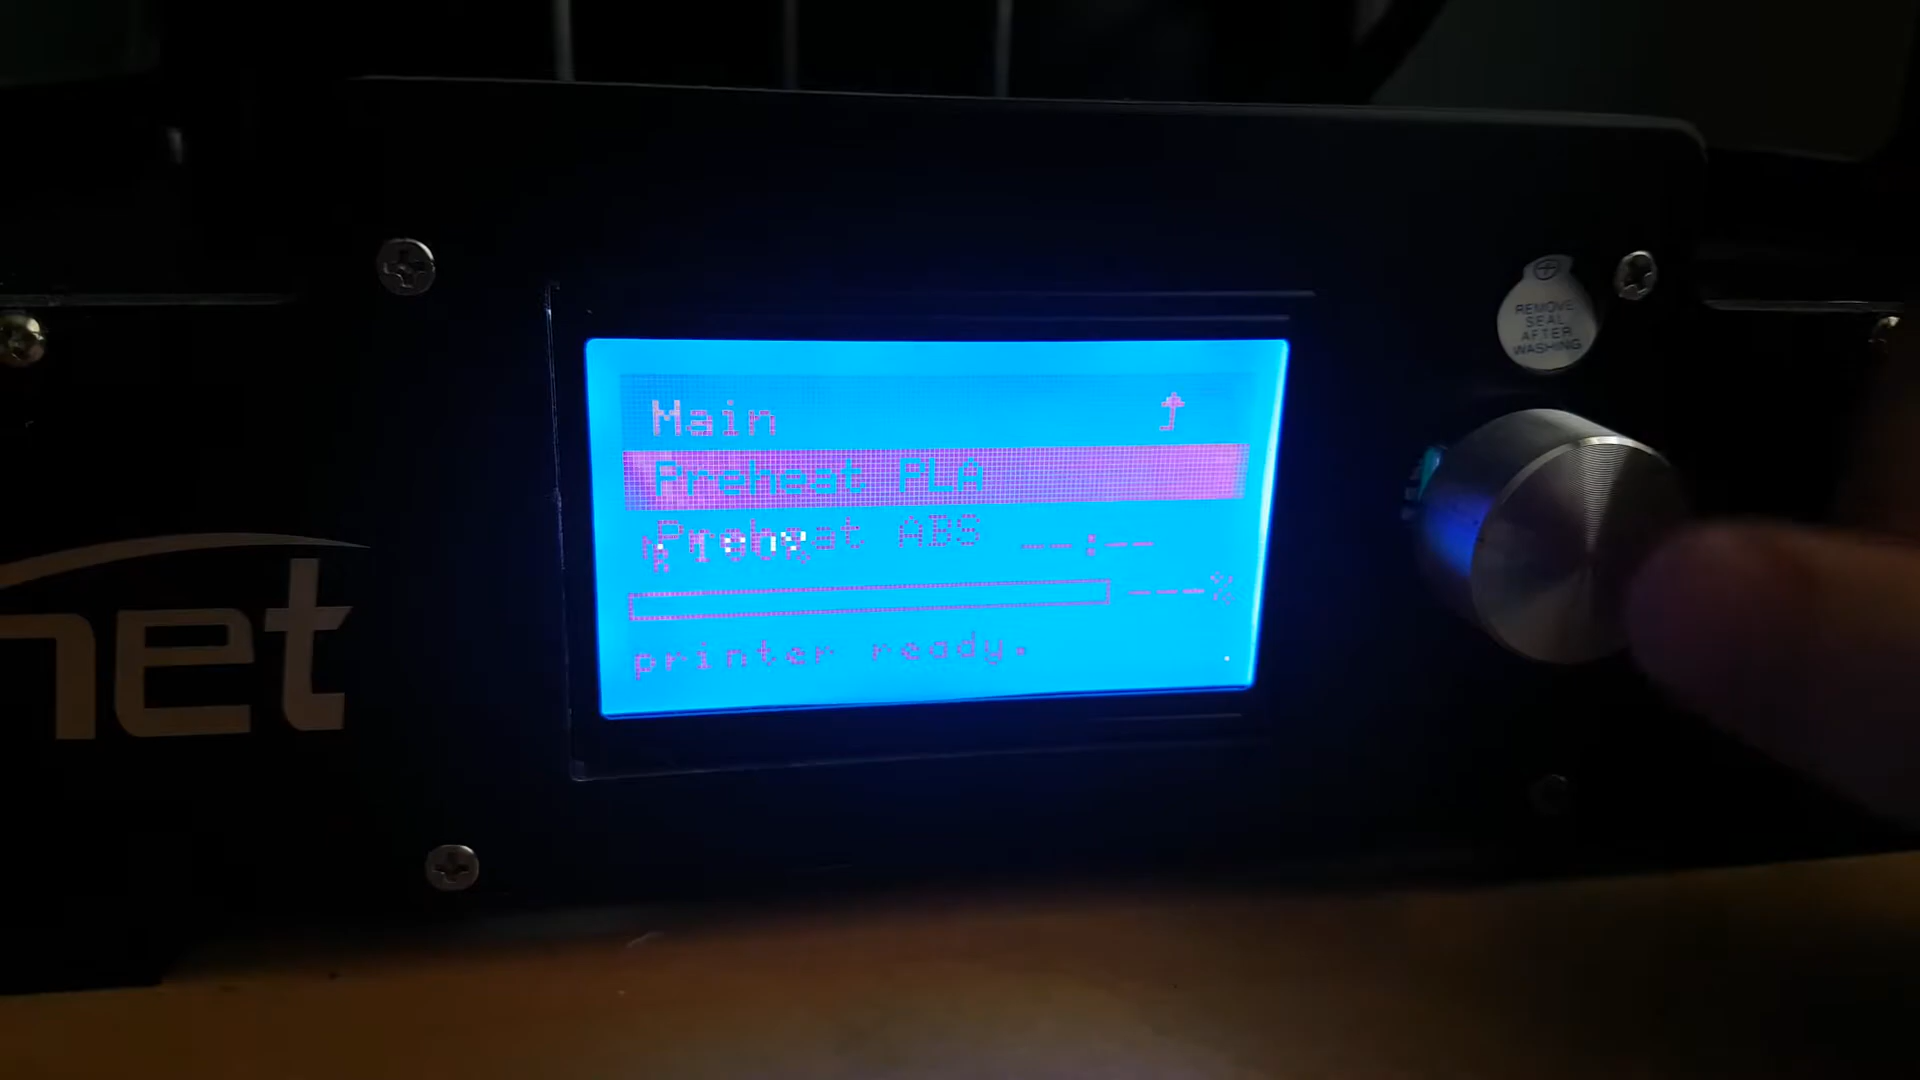 Main
Preheat PLA
Preheat ABS
--:--
---%
printer ready.
REMOVE
SEAL
AFTER
WASHING
net